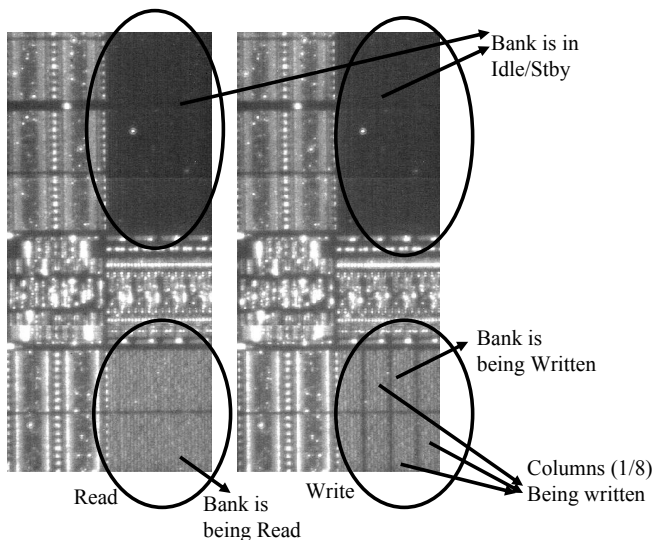 Bank is in
Idle/Stby
Bank is
being Written
Columns (1/8)
Being written
Read
Write
Bank is
being Read